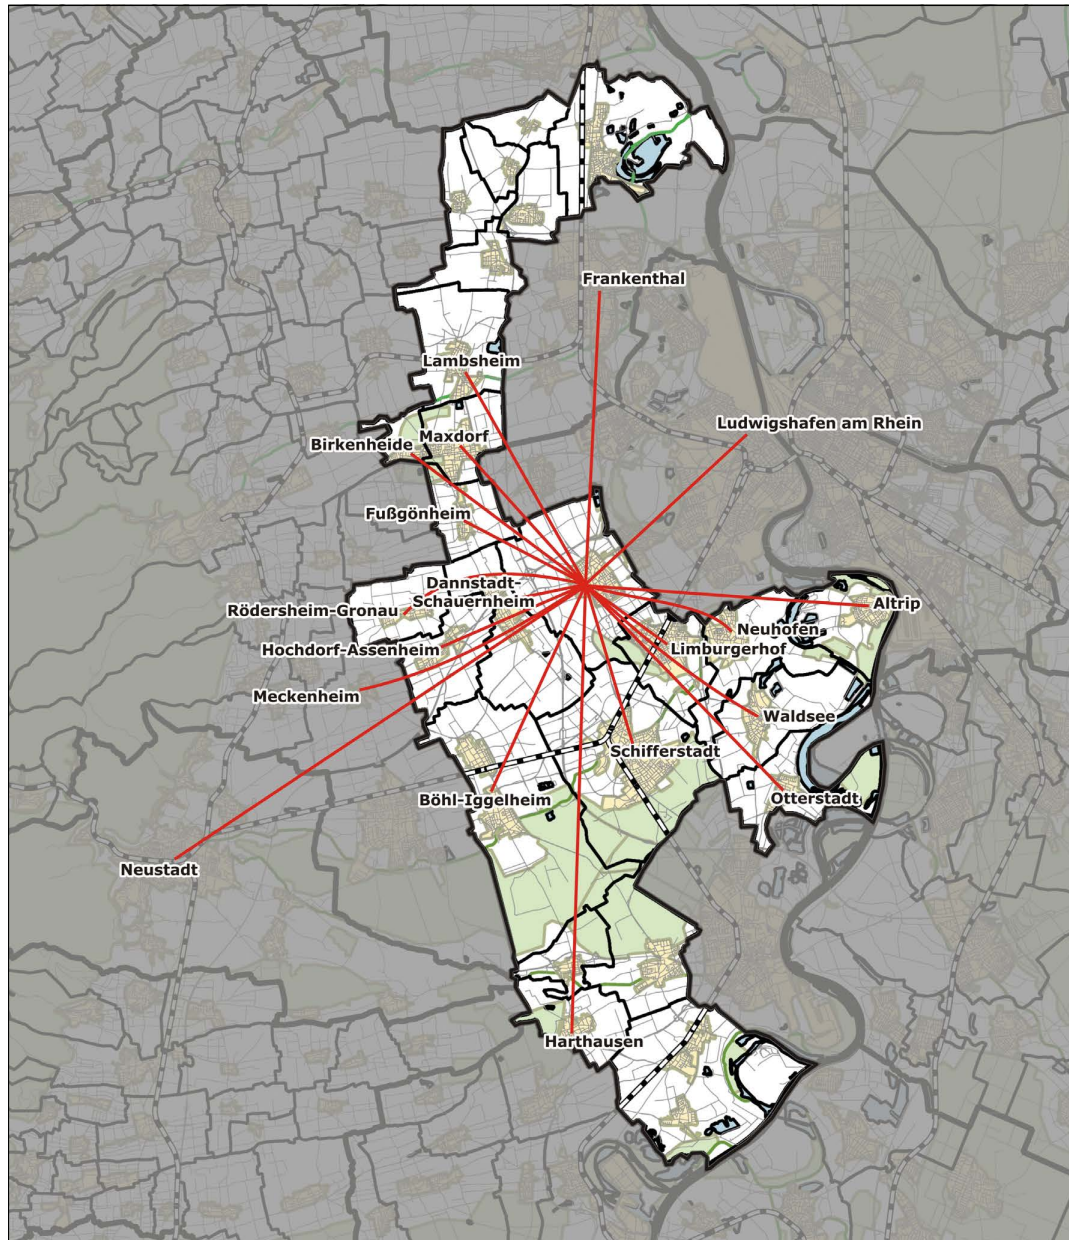 Frankenthal
Lambsheim
Ludwigshafen am Rhein
Maxdorf
Birkenheide
Fußgönheim
Dannstadt-
Schauernheim
Rödersheim-Gronau
Altrip
Neuhofen
Limburgerhof
Hochdorf-Assenheim
Meckenheim
Waldsee
Schifferstadt
Otterstadt
Böhl-Iggelheim
Neustadt
Harthausen